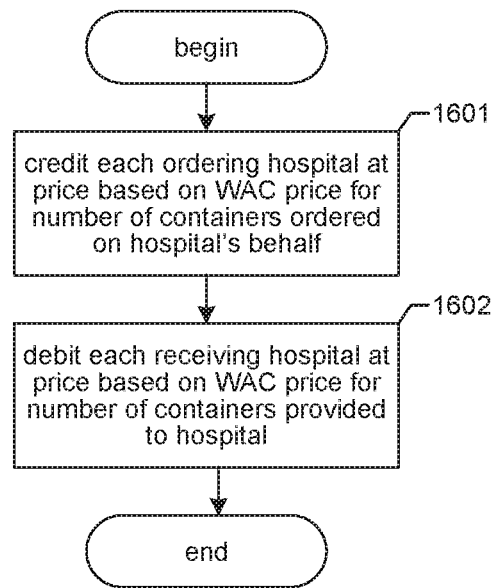 begin
1601
credit each ordering hospital at
price based on WAC price for
number of containers ordered
on hospital's behalf
1602
debit each receiving hospital at
price based on WAC price for
number of containers provided
to hospital
end